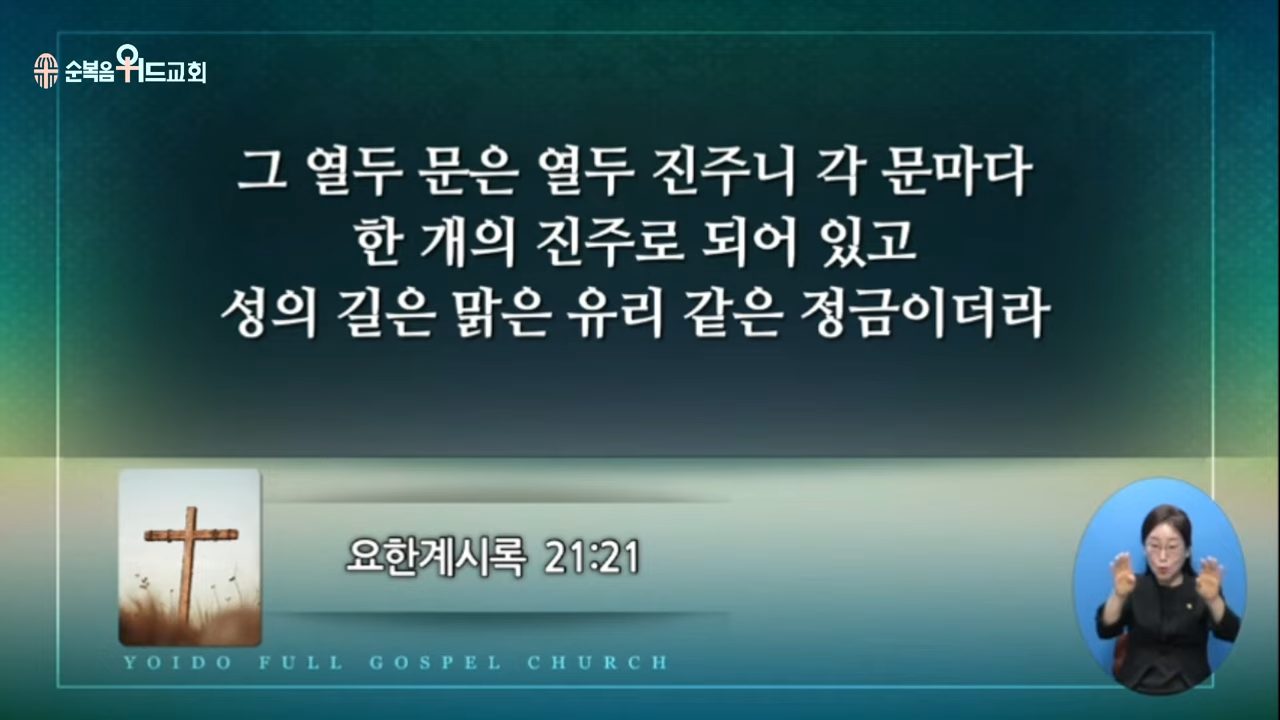 순복음위드교회
그 열두 문은 열두 진주니 각 문마다
한 개의 진주로 되어 있고
성의 길은 맑은 유리 같은 정금이더라
요한계시록 21:21
YOIDO FULL GOSPEL CHURCH